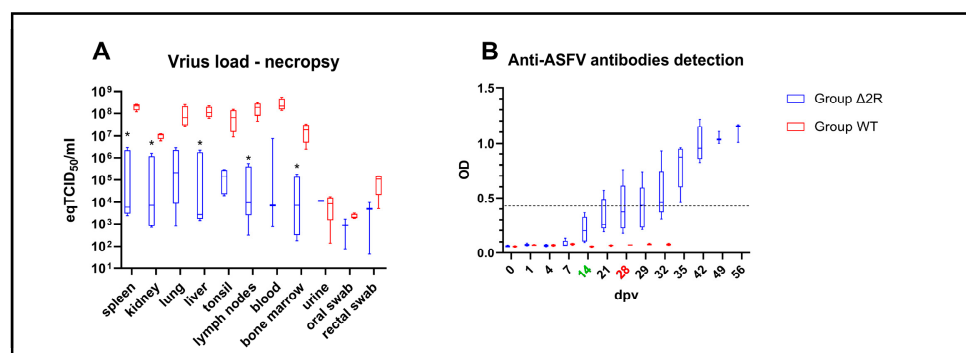 A
Vrius load - necropsy
eqTCID50/ml
10⁹
10⁸
10⁷
10⁶
10⁵
10⁴
10³
10²
10¹
*
*
*
*
*
spleen
kidney
lung
liver
tonsil
lymph nodes
blood
bone marrow
urine
oral swab
rectal swab
B
Anti-ASFV antibodies detection
OD
1.5
1.0
0.5
0.0
0
1
4
7
14
21
28
29
32
35
42
49
56
dpv
Group Δ2R
Group WT